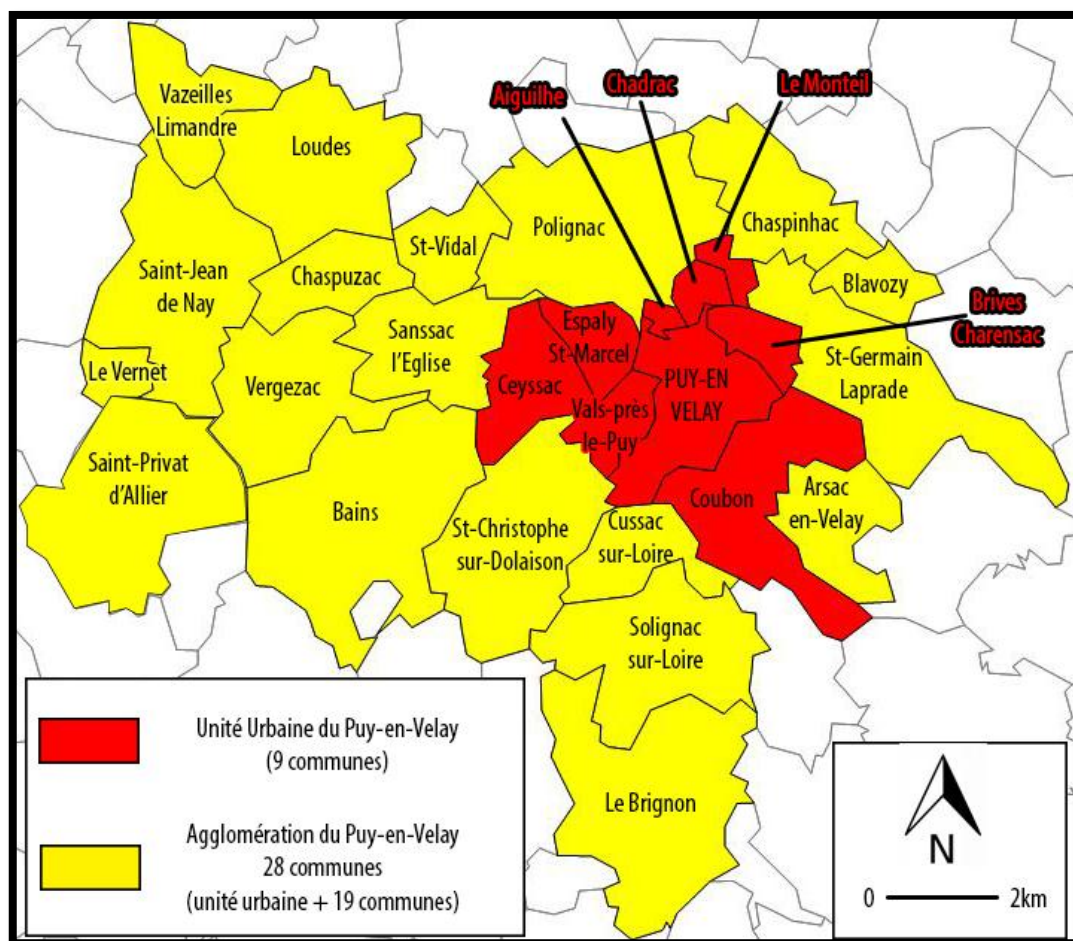 Aiguilhe
Chadrac
Le Monteil
Vazeilles
Limandre
Loudes
Polignac
Chaspinhac
St-Vidal
Saint-Jean
de Nay
Chaspuzac
Blavozy
Brives
Charensac
Sanssac
l'Eglise
Espaly
St-Marcel
Ceyssac
Le Vernet
Vergezac
St-Germain
Laprade
PUY-EN
VELAY
Vals-près
le-Puy
Saint-Privat
d'Allier
Bains
Coubon
Arsac
en-Velay
St-Christophe
sur-Dolaison
Cussac
sur-Loire
Solignac
sur-Loire
Le Brignon
Unité Urbaine du Puy-en-Velay
(9 communes)
Agglomération du Puy-en-Velay
28 communes
(unité urbaine + 19 communes)
N
0 2km